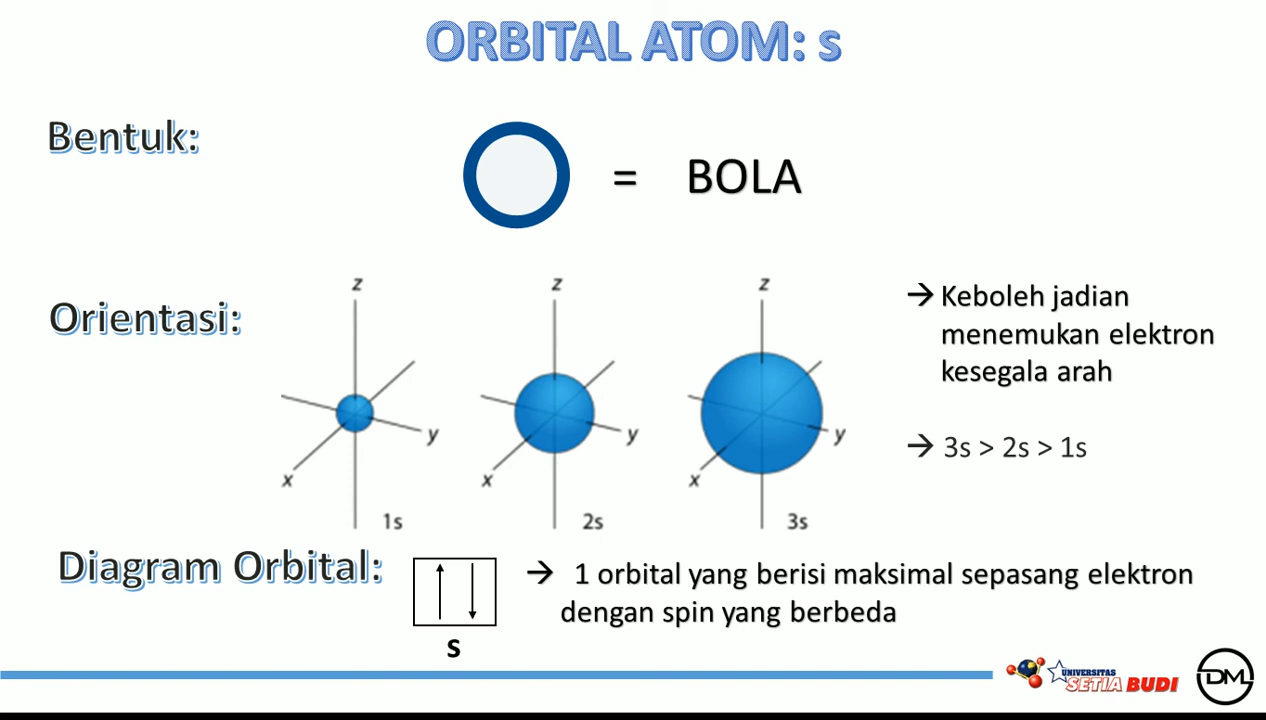 ORBITAL ATOM: s
Bentuk:
= BOLA
Orientasi:
z
y
x
1s
z
y
x
2s
z
y
x
3s
→ Keboleh jadian
menemukan elektron
kesegala arah
→ 3s > 2s > 1s
Diagram Orbital:
s
→ 1 orbital yang berisi maksimal sepasang elektron
dengan spin yang berbeda
UNIVERSITAS
SETIA BUDI
DM